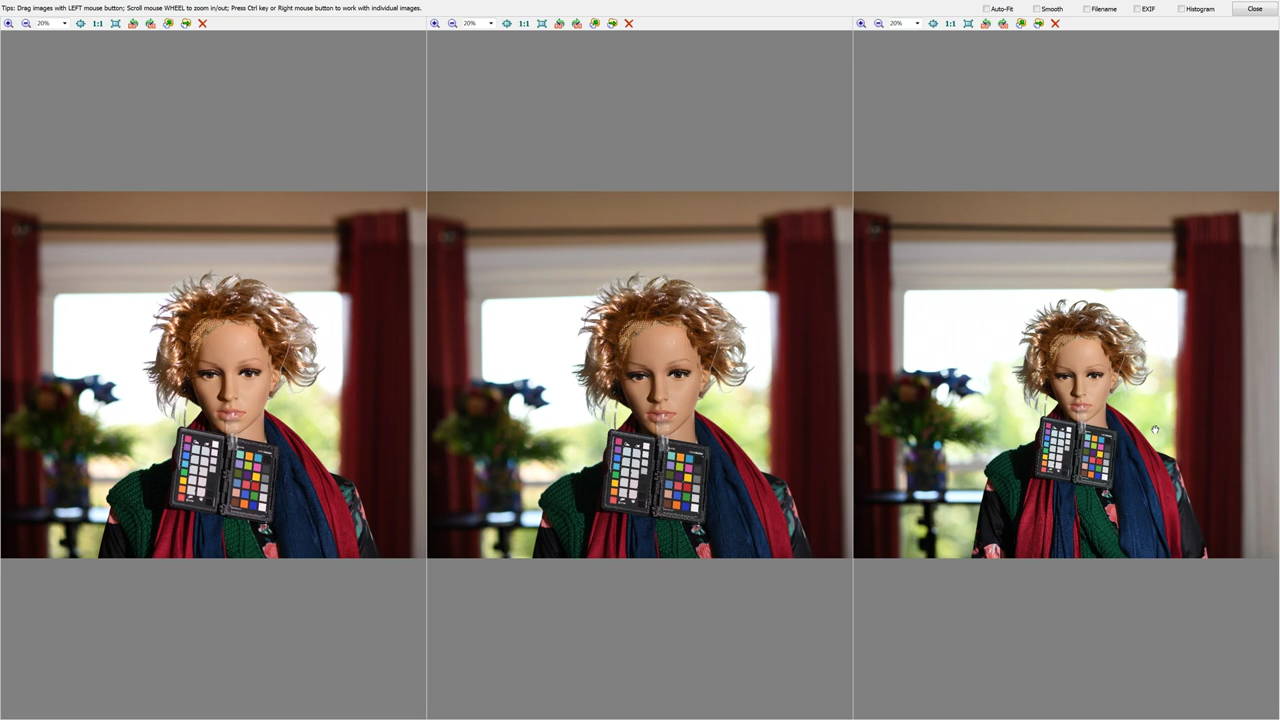 Tips: Drag images with LEFT mouse button; Scroll mouse WHEEL to zoom in/out; Press Ctrl key or Right mouse button to work with individual images.
Auto-Fit Smooth Filename EXIF Histogram Close
20% 1:1 20% 1:1 20% 1:1